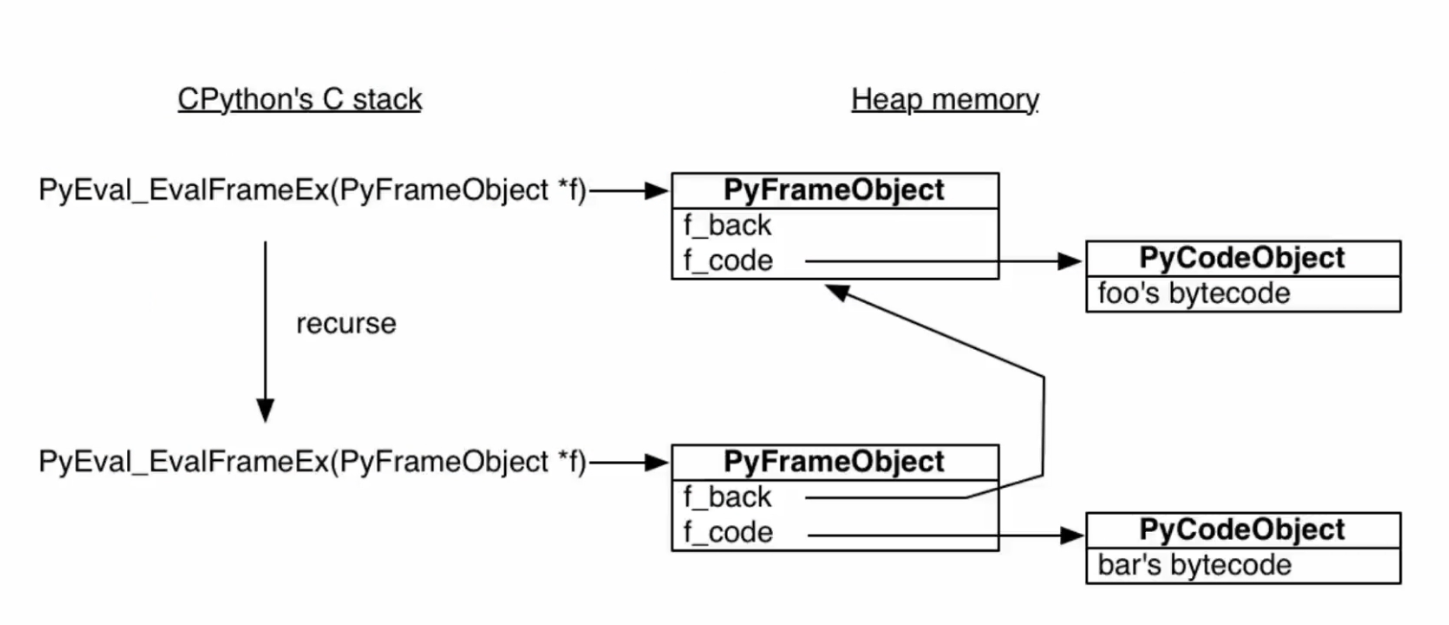 CPython's C stack
Heap memory
PyEval_EvalFrameEx(PyFrameObject *f)
PyFrameObject
f_back
f_code
PyCodeObject
foo's bytecode
recurse
PyEval_EvalFrameEx(PyFrameObject *f)
PyFrameObject
f_back
f_code
PyCodeObject
bar's bytecode